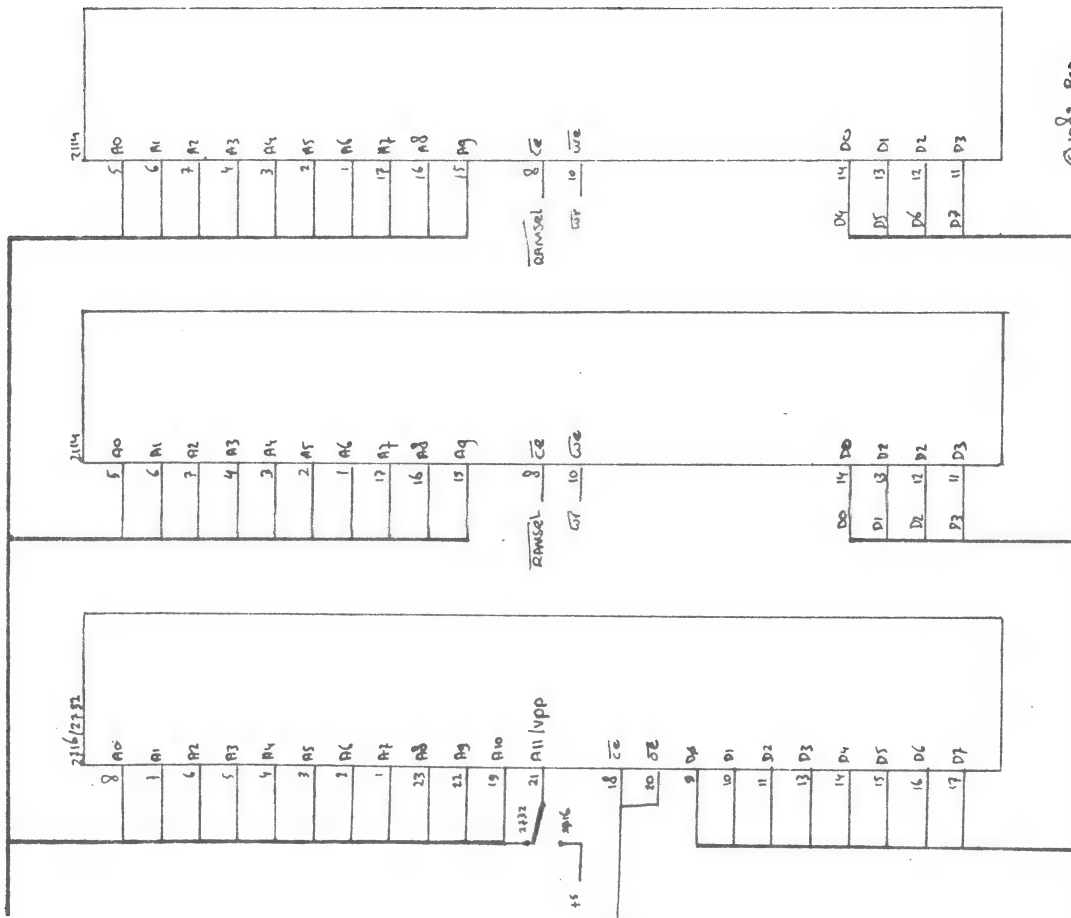 2716/2732
8 A0
7 A1
6 A2
5 A3
4 A4
3 A5
2 A6
1 A7
23 A8
22 A9
19 A10
2732
21 A11/Vpp
2716
+5
18 CE
20 OE
9 D0
10 D1
11 D2
13 D3
14 D4
15 D5
16 D6
17 D7
2114
5 A0
6 A1
7 A2
4 A3
3 A4
2 A5
1 A6
17 A7
16 A8
15 A9
RAMSEL 8 CE
WR 10 WE
D0 14 D0
D1 13 D2
D2 12 D2
D3 11 D3
2114
5 A0
6 A1
7 A2
4 A3
3 A4
2 A5
1 A6
17 A7
16 A8
15 A9
RAMSEL 8 CE
WR 10 WE
D4 14 D0
D5 13 D1
D6 12 D2
D7 11 D3